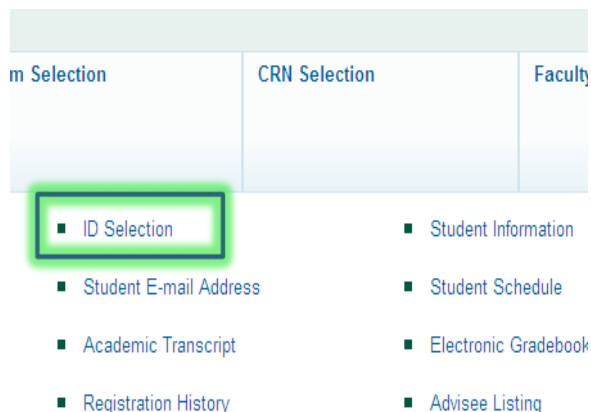 m Selection CRN Selection Faculty
ID Selection Student Information
Student E-mail Address Student Schedule
Academic Transcript Electronic Gradebook
Registration History Advisee Listing